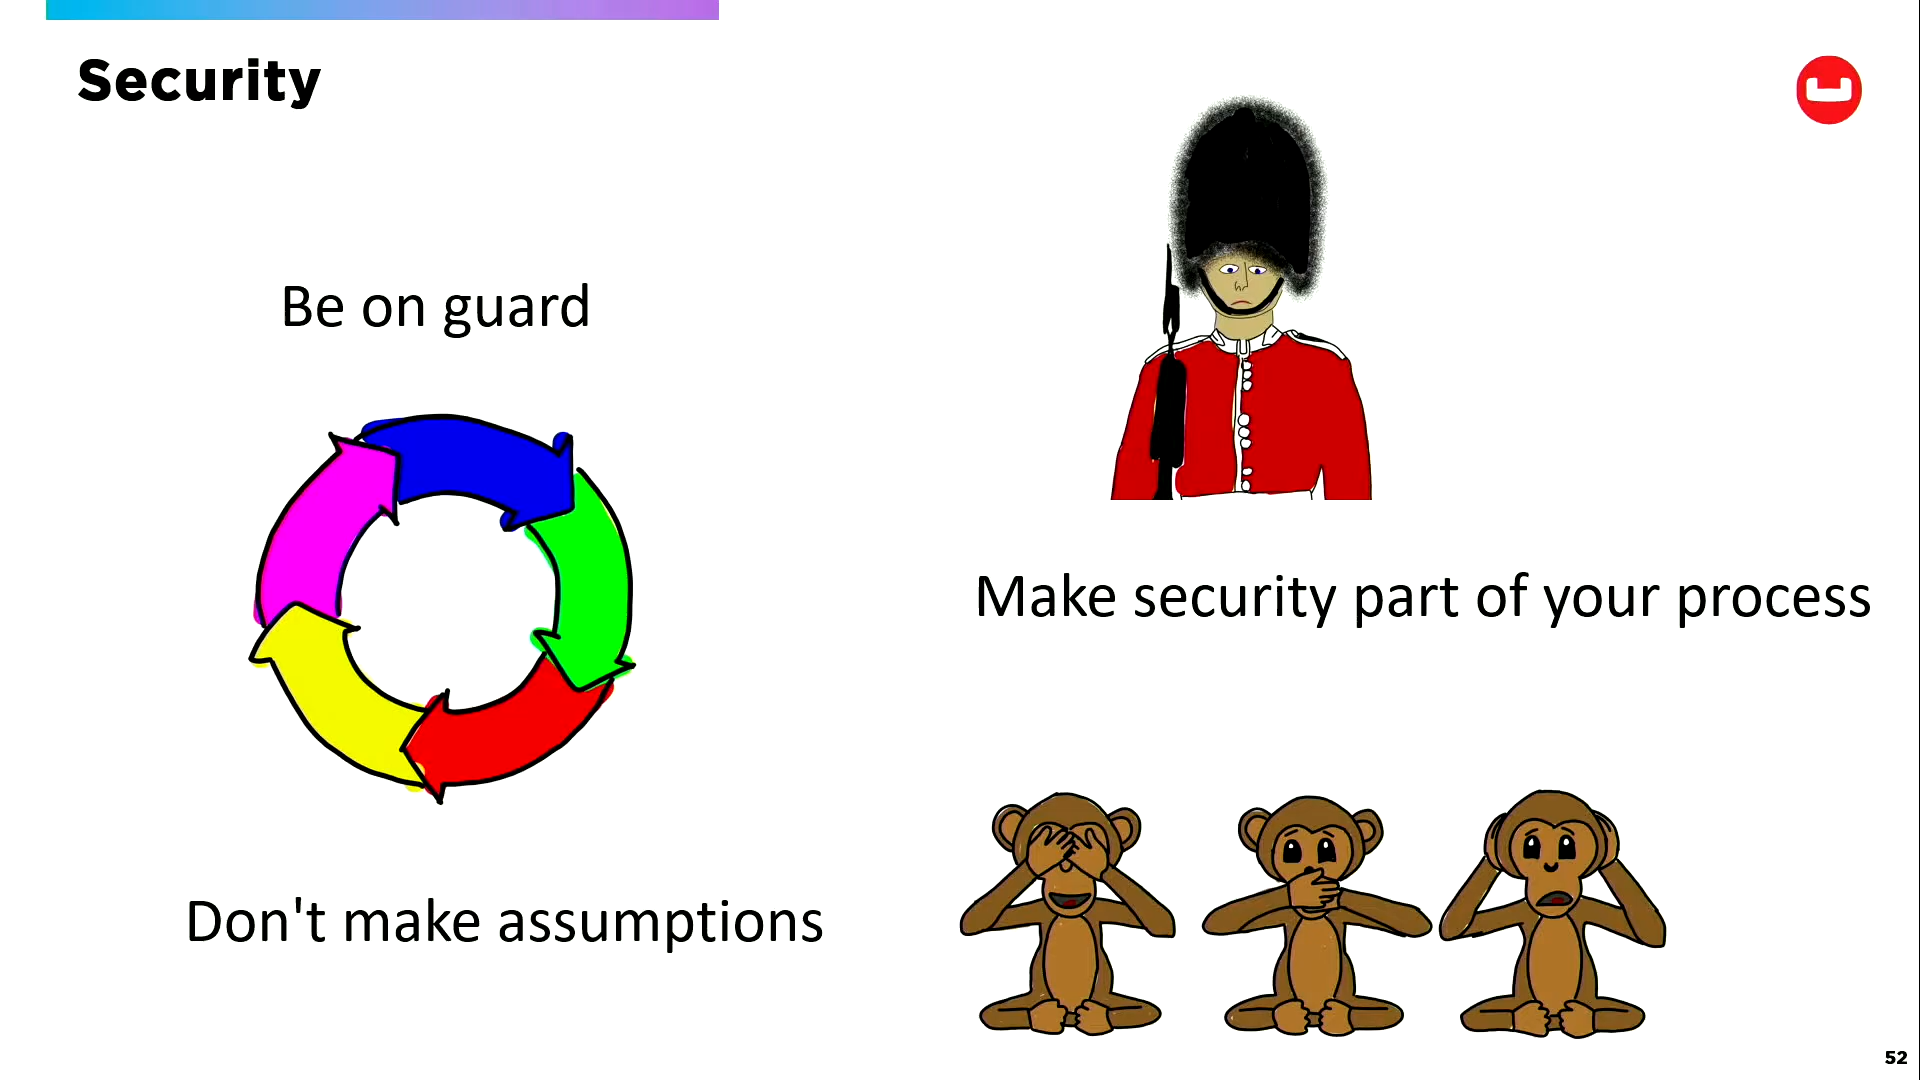 Security
Be on guard
Make security part of your process
Don't make assumptions
52